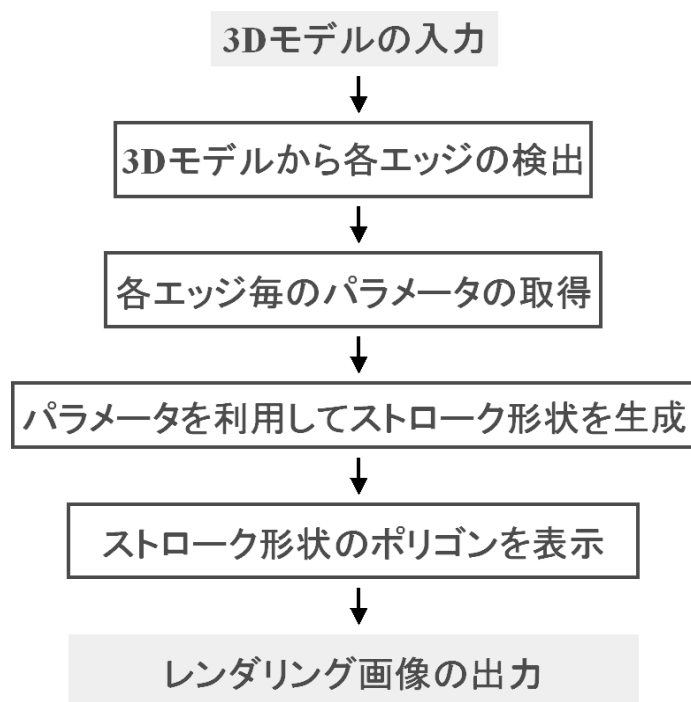 3Dモデルの入力
3Dモデルから各エッジの検出
各エッジ毎のパラメータの取得
パラメータを利用してストローク形状を生成
ストローク形状のポリゴンを表示
レンダリング画像の出力